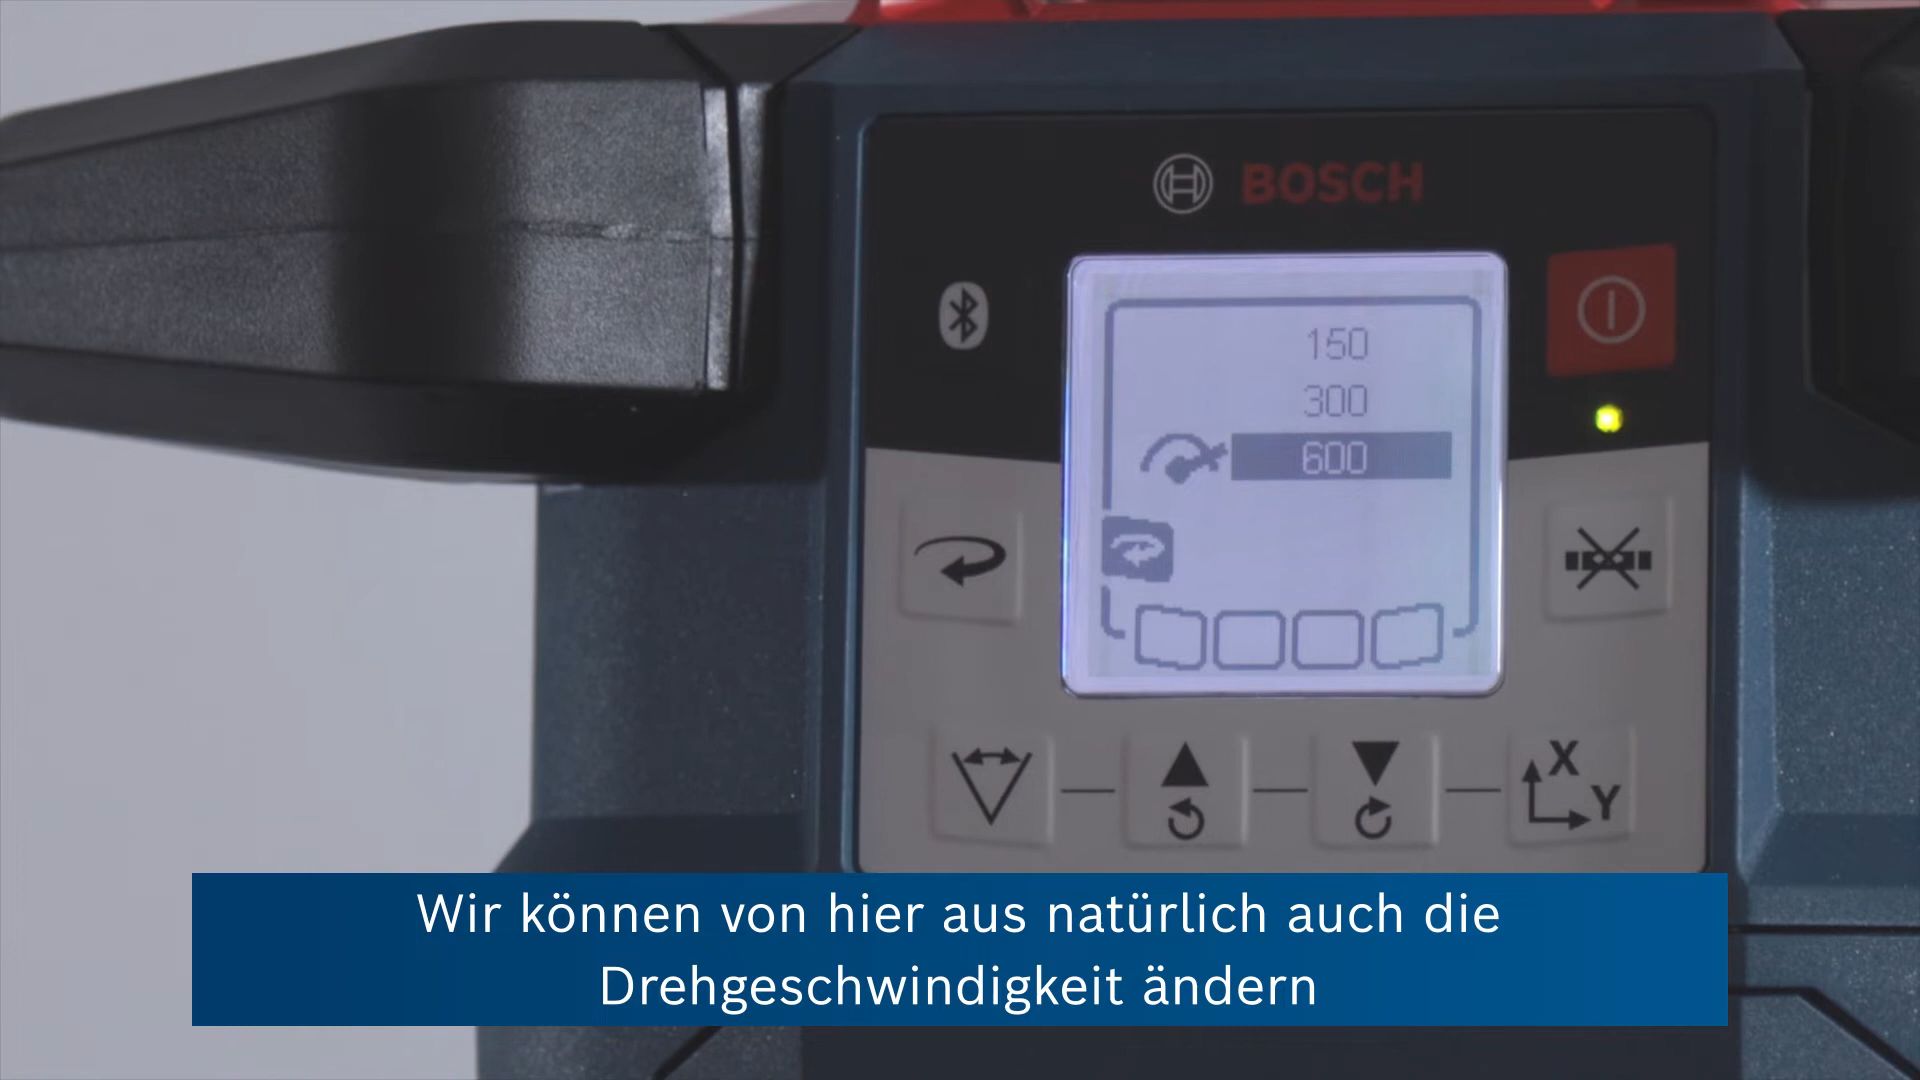 BOSCH
150
300
600
X
Y
Wir können von hier aus natürlich auch die
Drehgeschwindigkeit ändern